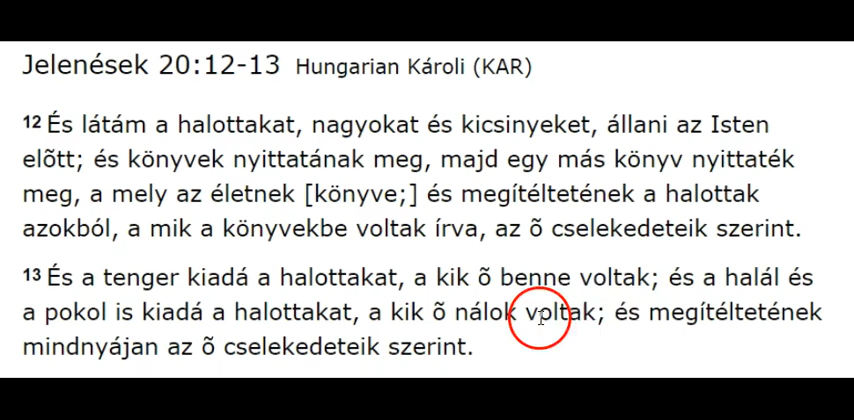 Jelenések 20:12-13 Hungarian Károli (KAR)
12 És látám a halottakat, nagyokat és kicsinyeket, állani az Isten
elõtt; és könyvek nyittatának meg, majd egy más könyv nyittaték
meg, a mely az életnek [könyve;] és megítéltetének a halottak
azokból, a mik a könyvekbe voltak írva, az õ cselekedeteik szerint.
13 És a tenger kiadá a halottakat, a kik õ benne voltak; és a halál és
a pokol is kiadá a halottakat, a kik õ nálok voltak; és megítéltetének
mindnyájan az õ cselekedeteik szerint.